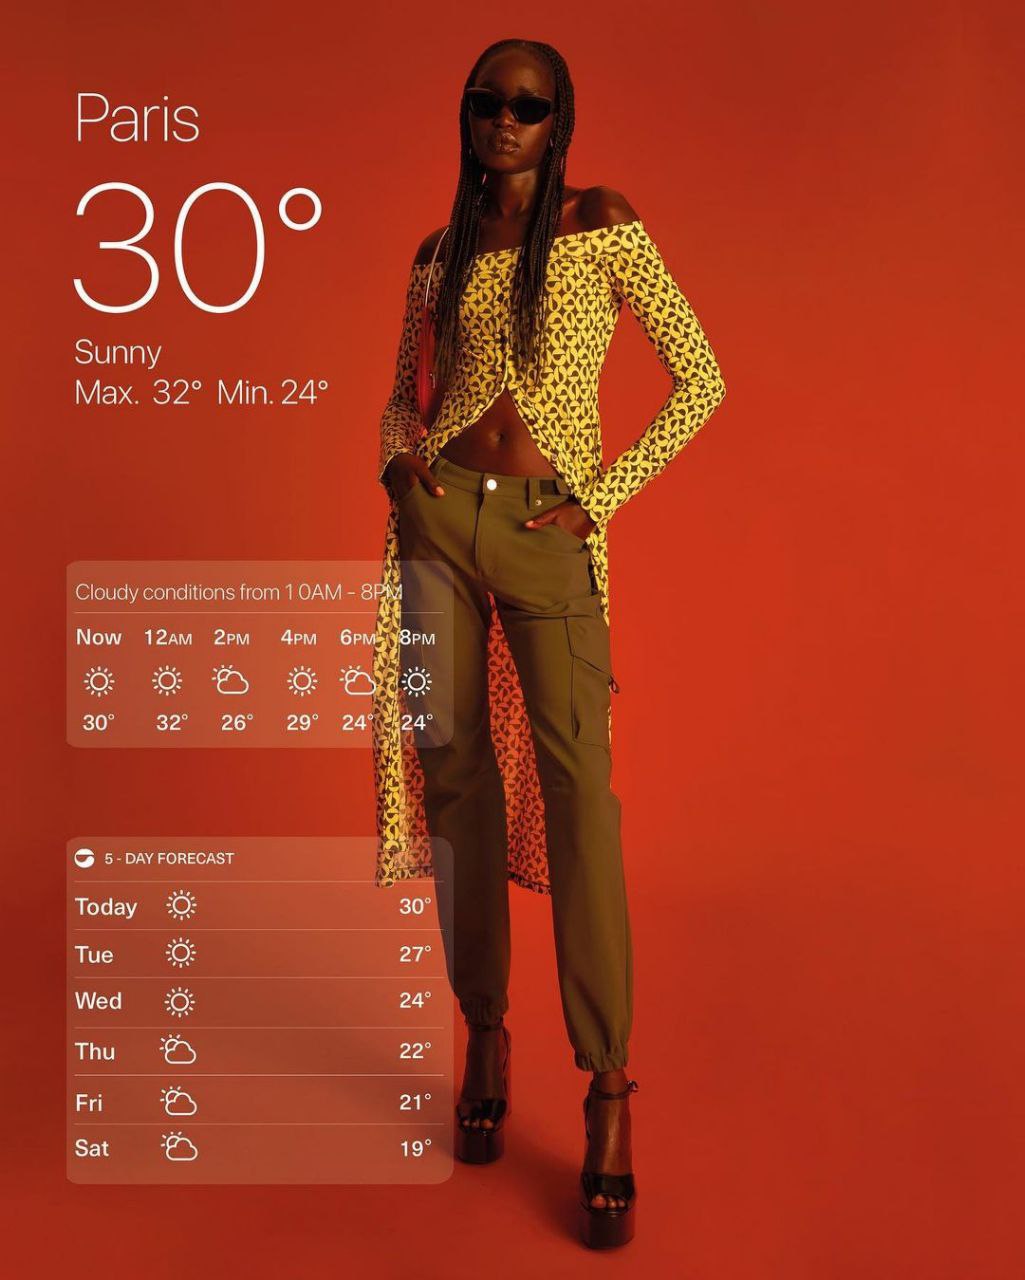 Paris
30°
Sunny
Max. 32° Min. 24°
Cloudy conditions from 10AM - 8PM
Now 12AM 2PM 4PM 6PM 8PM
30° 32° 26° 29° 24° 24°
5 - DAY FORECAST
Today 30°
Tue 27°
Wed 24°
Thu 22°
Fri 21°
Sat 19°